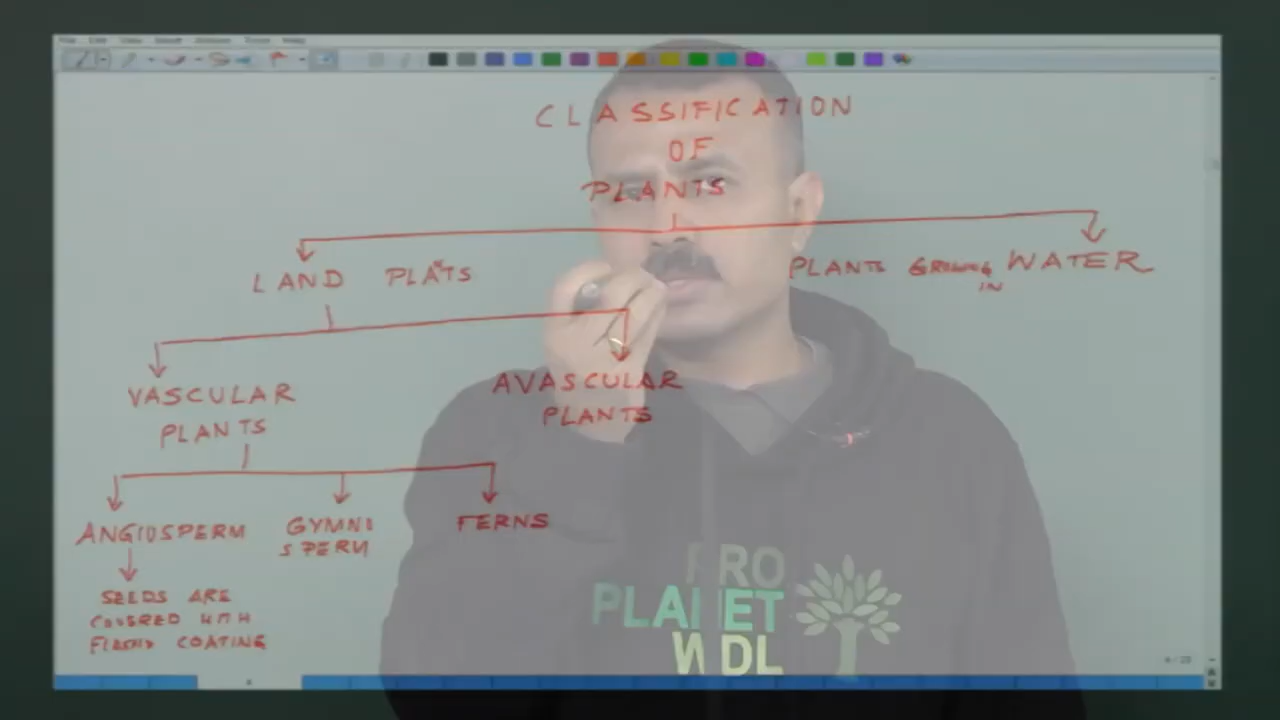 CLASSIFICATION
OF
PLANTS
LAND PLATS
PLANTS GROWING IN WATER
VASCULAR
PLANTS
AVASCULAR
PLANTS
ANGIOSPERM
GYMNO
SPERM
FERNS
SEEDS ARE
COVERED WITH
FLESHY COATING
PRO
PLANET